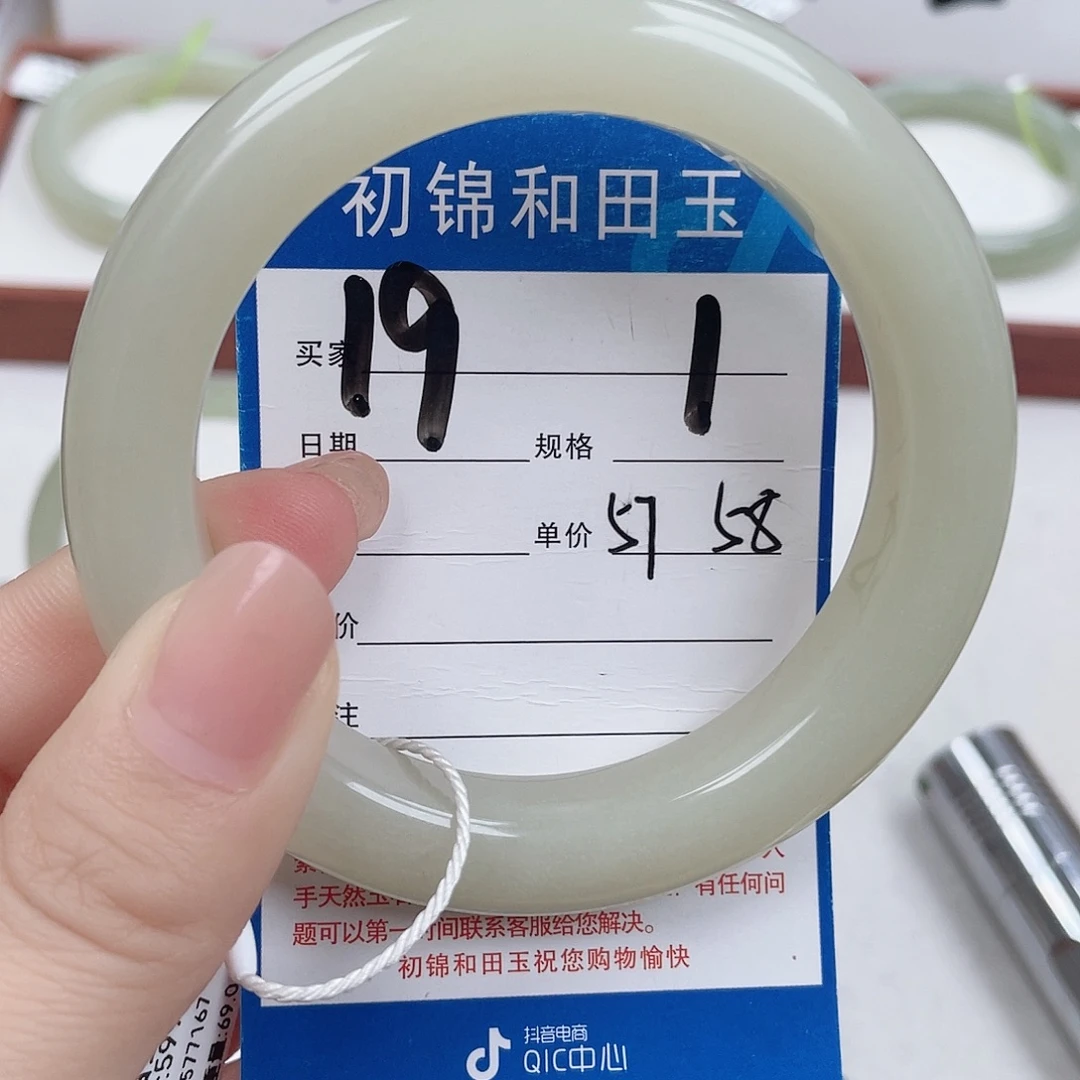 初锦和田玉
19 1
买家
日期 规格
单价 57 58
价
注
手天然玉 有任何问
题可以第一时间联系客服给您解决。
初锦和田玉祝您购物愉快
抖音电商
QIC中心
577167
:69.0